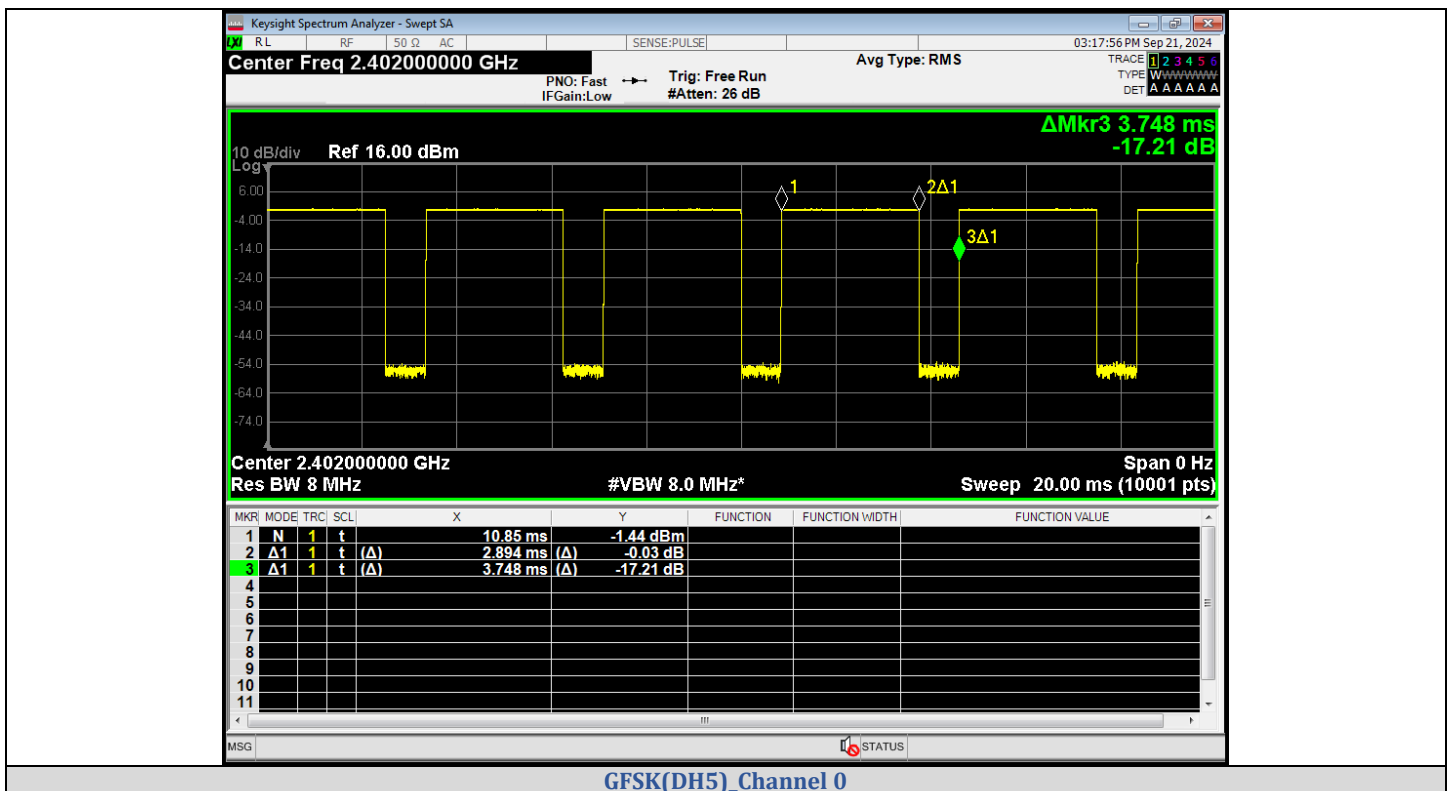 Keysight Spectrum Analyzer - Swept SA
LXI RL RF 50 Ω AC SENSE:PULSE 03:17:56 PM Sep 21, 2024
Center Freq 2.402000000 GHz Avg Type: RMS TRACE 1 2 3 4 5 6
PNO: Fast Trig: Free Run TYPE WWWWWW
IFGain:Low #Atten: 26 dB DET A A A A A A
ΔMkr3 3.748 ms
10 dB/div Ref 16.00 dBm -17.21 dB
Log
6.00 1 2Δ1
-4.00
-14.0 3Δ1
-24.0
-34.0
-44.0
-54.0
-64.0
-74.0
Center 2.402000000 GHz Span 0 Hz
Res BW 8 MHz #VBW 8.0 MHz* Sweep 20.00 ms (10001 pts)
MKR MODE TRC SCL X Y FUNCTION FUNCTION WIDTH FUNCTION VALUE
1 N 1 t 10.85 ms -1.44 dBm
2 Δ1 1 t (Δ) 2.894 ms (Δ) -0.03 dB
3 Δ1 1 t (Δ) 3.748 ms (Δ) -17.21 dB
4
5
6
7
8
9
10
11
MSG STATUS
GFSK(DH5)_Channel 0